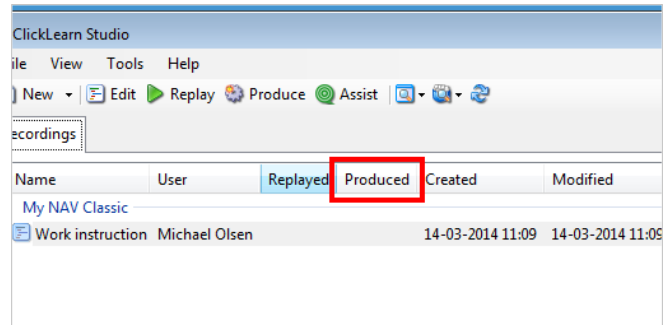 ClickLearn Studio
ile View Tools Help
New Edit Replay Produce Assist
ecordings
Name User Replayed Produced Created Modified
My NAV Classic
Work instruction Michael Olsen 14-03-2014 11:09 14-03-2014 11:09